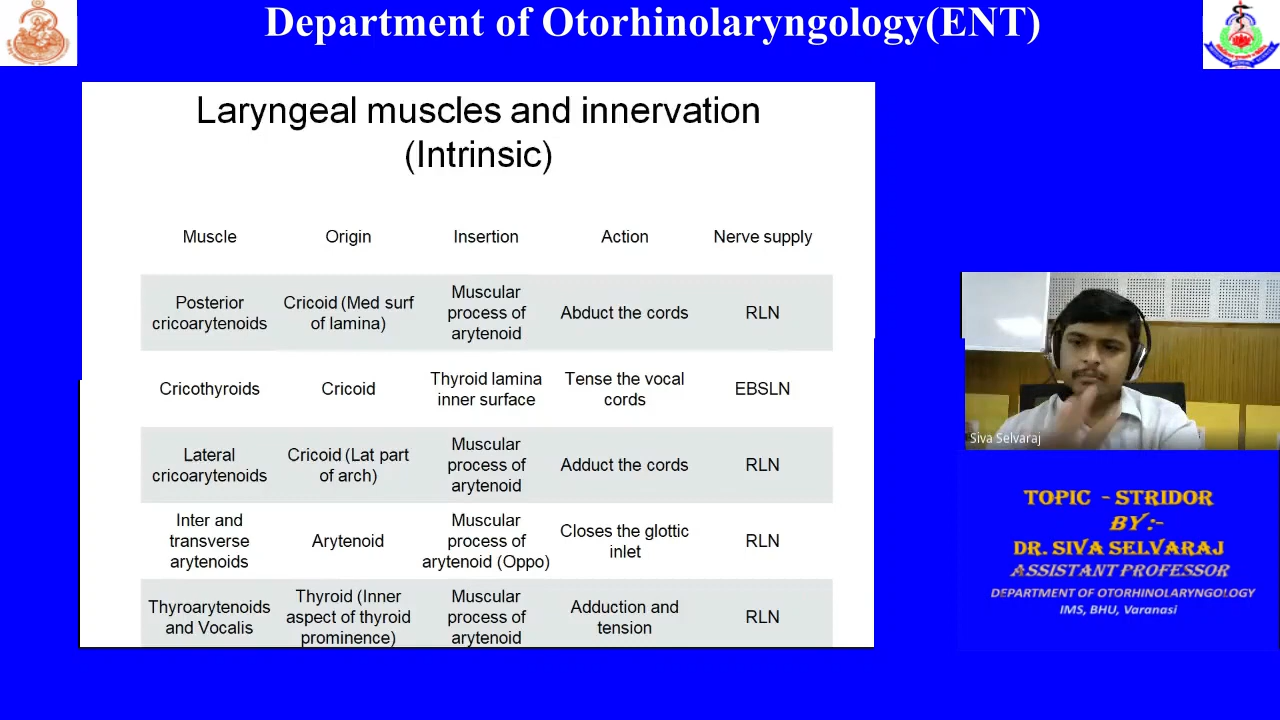 Department of Otorhinolaryngology(ENT)
Laryngeal muscles and innervation
(Intrinsic)
Muscle Origin Insertion Action Nerve supply
Posterior
cricoarytenoids
Cricoid (Med surf
of lamina)
Muscular
process of
arytenoid
Abduct the cords
RLN
Cricothyroids
Cricoid
Thyroid lamina
inner surface
Tense the vocal
cords
EBSLN
Lateral
cricoarytenoids
Cricoid (Lat part
of arch)
Muscular
process of
arytenoid
Adduct the cords
RLN
Inter and
transverse
arytenoids
Arytenoid
Muscular
process of
arytenoid (Oppo)
Closes the glottic
inlet
RLN
Thyroarytenoids
and Vocalis
Thyroid (Inner
aspect of thyroid
prominence)
Muscular
process of
arytenoid
Adduction and
tension
RLN
Siva Selvaraj
TOPIC - STRIDOR
BY:-
DR. SIVA SELVARAJ
ASSISTANT PROFESSOR
DEPARTMENT OF OTORHINOLARYNGOLOGY
IMS, BHU, Varanasi